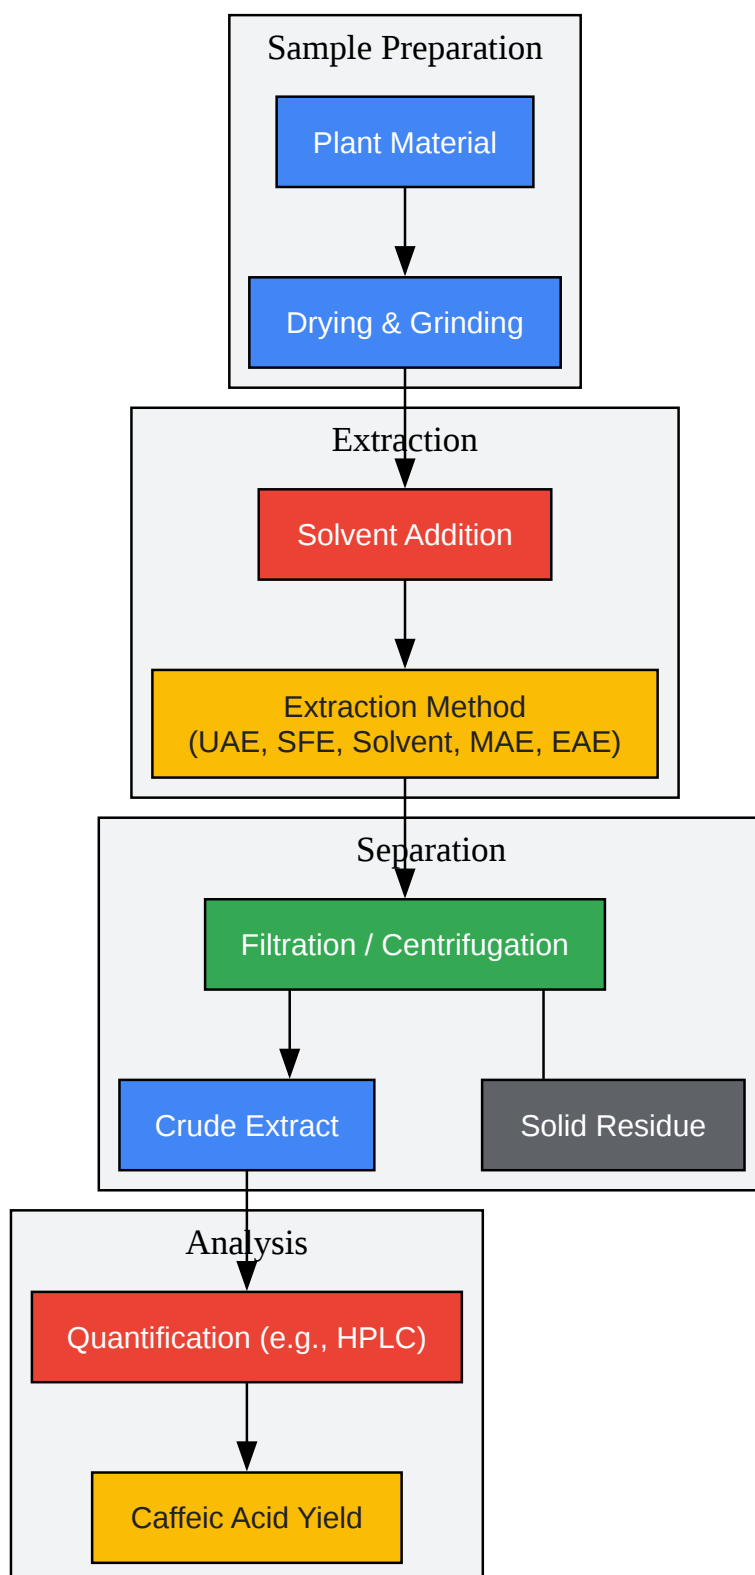 Sample Preparation
Plant Material
Drying & Grinding
Extraction
Solvent Addition
Extraction Method
(UAE, SFE, Solvent, MAE, EAE)
Separation
Filtration / Centrifugation
Crude Extract
Solid Residue
Analysis
Quantification (e.g., HPLC)
Caffeic Acid Yield